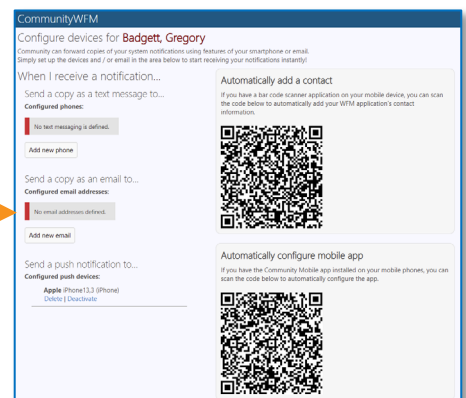 CommunityWFM
Configure devices for Badgett, Gregory
Community can forward copies of your system notifications using features of your smartphone or email.
Simply set up the devices and / or email in the area below to start receiving your notifications instantly!
When I receive a notification...
Send a copy as a text message to...
Configured phones:
No text messaging is defined.
Add new phone
Send a copy as an email to...
Configured email addresses:
No email addresses defined.
Add new email
Send a push notification to...
Configured push devices:
Apple iPhone13,3 (iPhone)
Delete | Deactivate
Automatically add a contact
If you have a bar code scanner application on your mobile device, you can scan
the code below to automatically add your WFM application's contact
information.
Automatically configure mobile app
If you have the Community Mobile app installed on your mobile phones, you can
scan the code below to automatically configure the app.